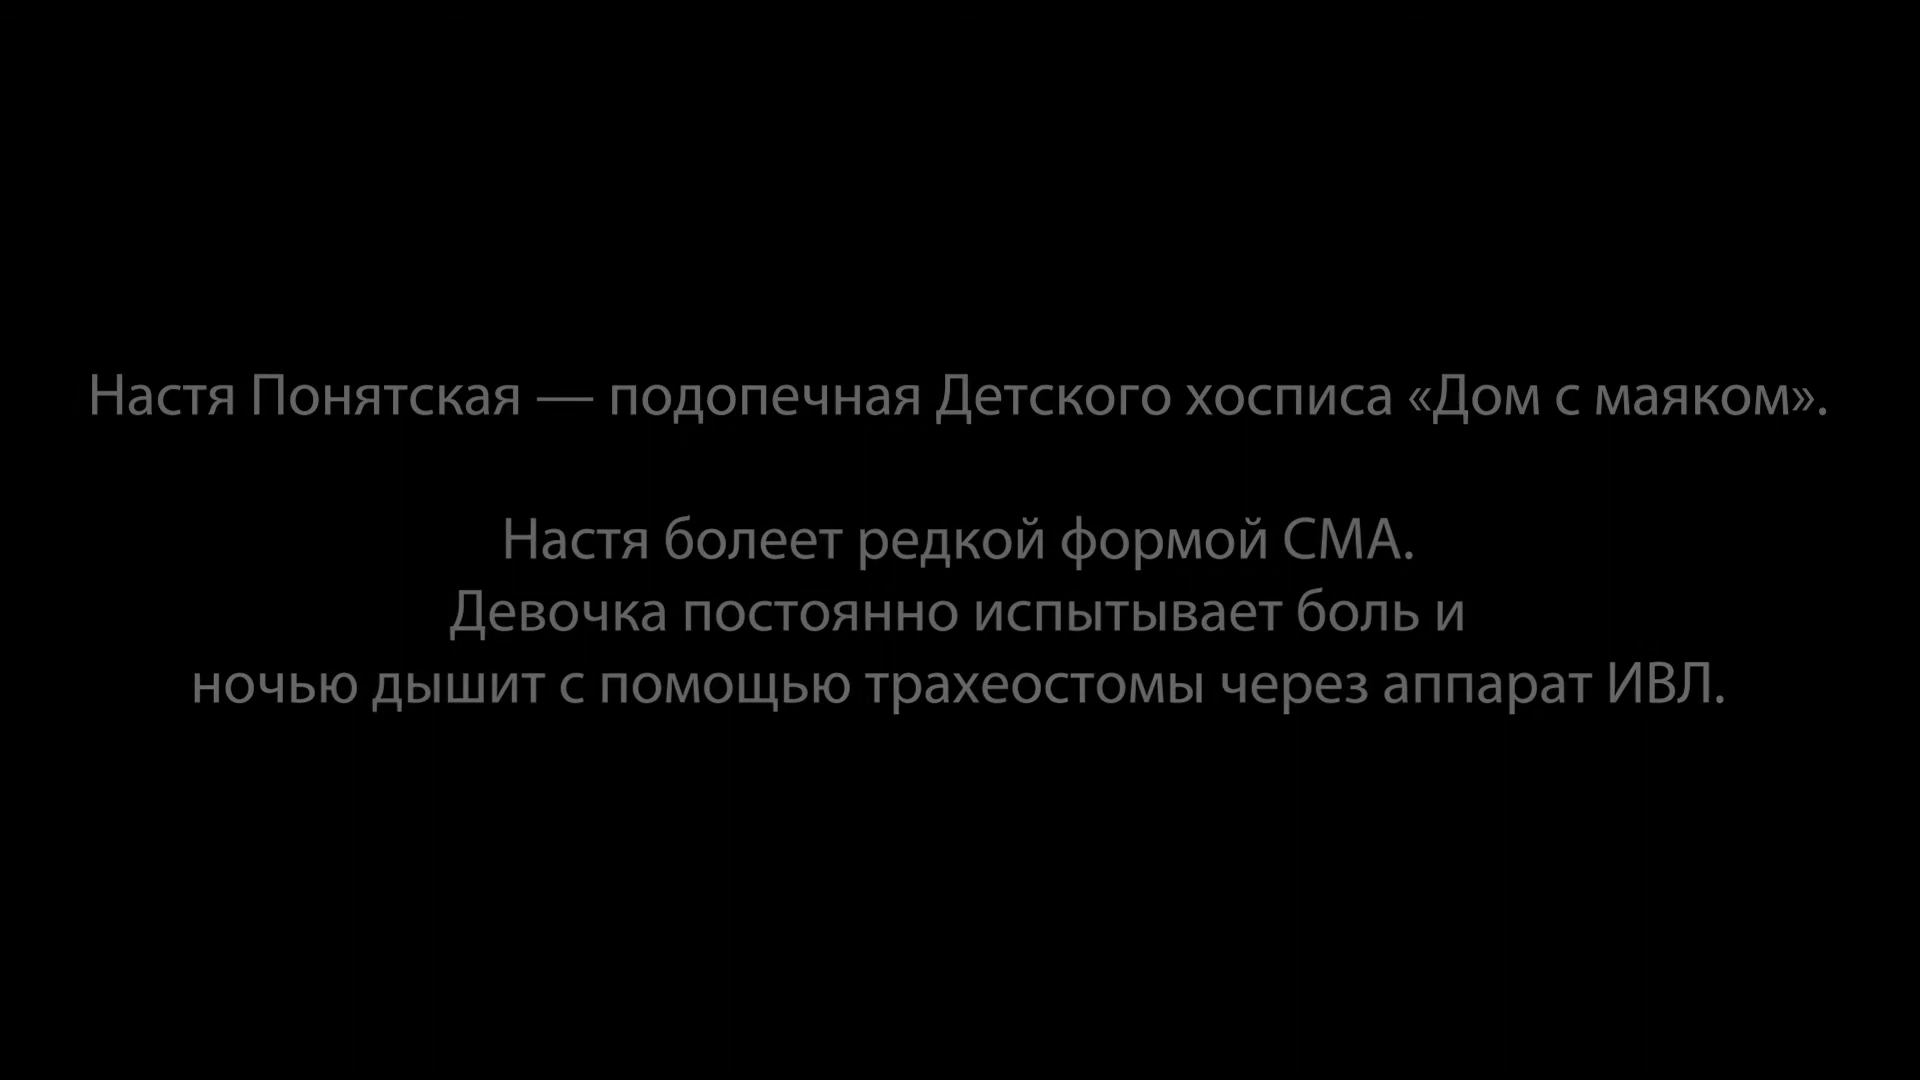 Настя Понятская — подопечная Детского хосписа «Дом с маяком».
Настя болеет редкой формой СМА.
Девочка постоянно испытывает боль и
ночью дышит с помощью трахеостомы через аппарат ИВЛ.